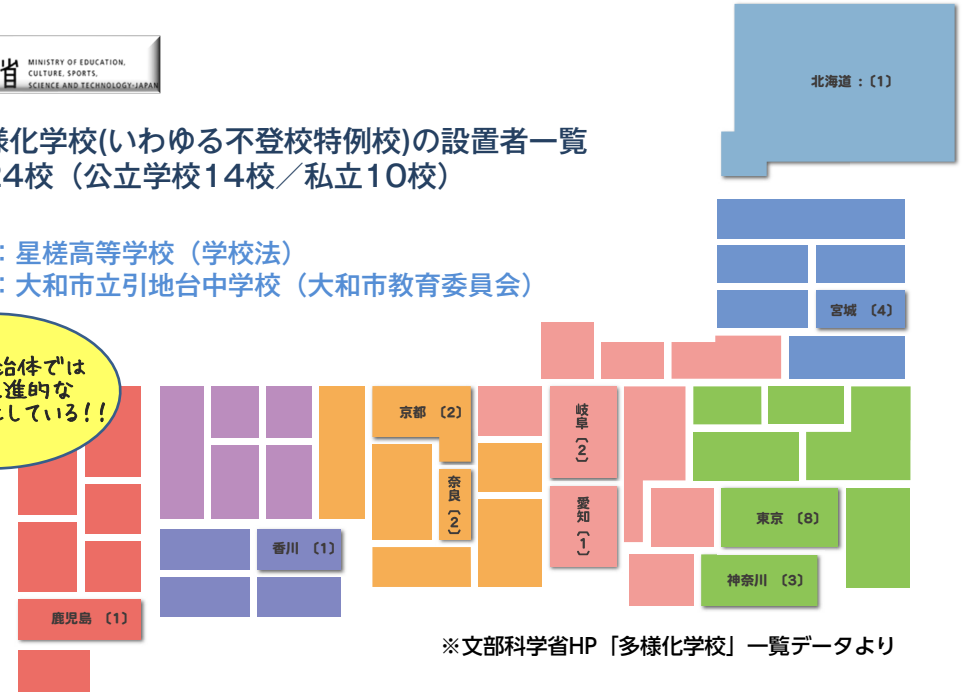 省
MINISTRY OF EDUCATION,
CULTURE, SPORTS,
SCIENCE AND TECHNOLOGY-JAPAN
様化学校(いわゆる不登校特例校)の設置者一覧
24校（公立学校14校／私立10校）
：星槎高等学校（学校法）
：大和市立引地台中学校（大和市教育委員会）
治体では
進的な
している!!
北海道：〔1〕
宮城 〔4〕
京都 〔2〕
岐阜〔2〕
奈良〔2〕
愛知〔1〕
東京 〔8〕
香川 〔1〕
神奈川 〔3〕
鹿児島 〔1〕
※文部科学省HP「多様化学校」一覧データより